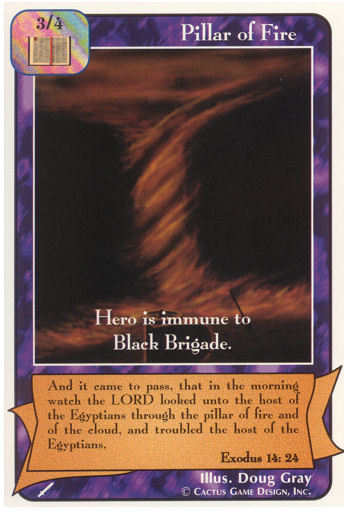 3/4
Pillar of Fire
Hero is immune to
Black Brigade.
And it came to pass, that in the morning
watch the LORD looked unto the host of
the Egyptians through the pillar of fire and
of the cloud, and troubled the host of the
Egyptians.
Exodus 14: 24
Illus. Doug Gray
© CACTUS GAME DESIGN, INC.